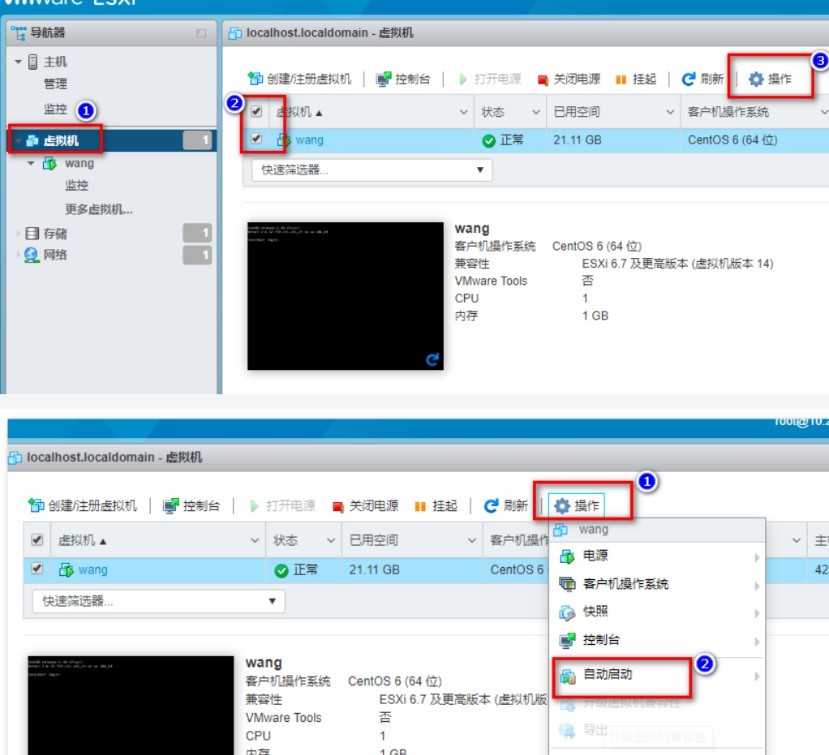 vmware ESXi
导航器
localhost.localdomain - 虚拟机
主机
管理
监控
1
虚拟机 1
wang
监控
更多虚拟机...
存储 1
网络 1
创建/注册虚拟机 控制台 打开电源 关闭电源 挂起 刷新 操作
3
2
虚拟机 状态 已用空间 客户机操作系统
wang 正常 21.11 GB CentOS 6 (64 位)
快速筛选器...
wang
客户机操作系统 CentOS 6 (64 位)
兼容性 ESXi 6.7 及更高版本 (虚拟机版本 14)
VMware Tools 否
CPU 1
内存 1 GB
localhost.localdomain - 虚拟机
创建/注册虚拟机 控制台 打开电源 关闭电源 挂起 刷新 操作
1
虚拟机 状态 已用空间 客户机操作
wang 正常 21.11 GB CentOS 6
42
快速筛选器...
wang
电源
客户机操作系统
快照
控制台
自动启动
2
升级虚拟机兼容性
导出
升级虚拟机兼容性
wang
客户机操作系统 CentOS 6 (64 位)
兼容性 ESXi 6.7 及更高版本 (虚拟机版
VMware Tools 否
CPU 1
内存 1 GB